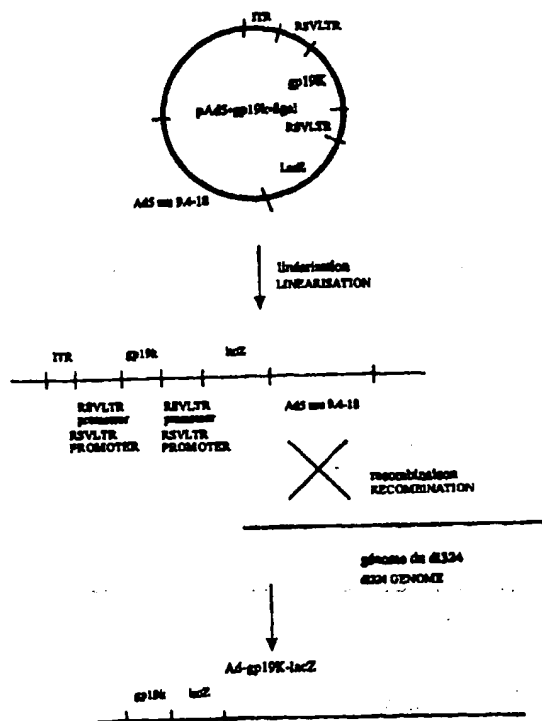 ITR
RSVLTR
gp19K
pAd5-gp19k-βgal
RSVLTR
LacZ
Ad5 mu 9.4-18
linéarisation
LINEARISATION
ITR gp19k lacZ
RSVLTR RSVLTR
promoteur promoteur
RSVLTR RSVLTR
PROMOTER PROMOTER
Ad5 mu 9.4-18
recombinaison
RECOMBINATION
génome du dl324
dl324 GENOME
Ad-gp19K-lacZ
gp19k lacZ